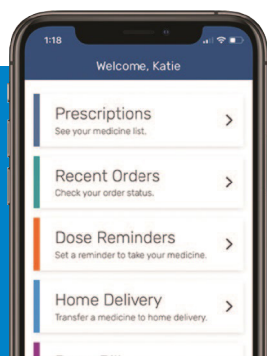 1:18
Welcome, Katie
Prescriptions
See your medicine list.
Recent Orders
Check your order status.
Dose Reminders
Set a reminder to take your medicine.
Home Delivery
Transfer a medicine to home delivery.